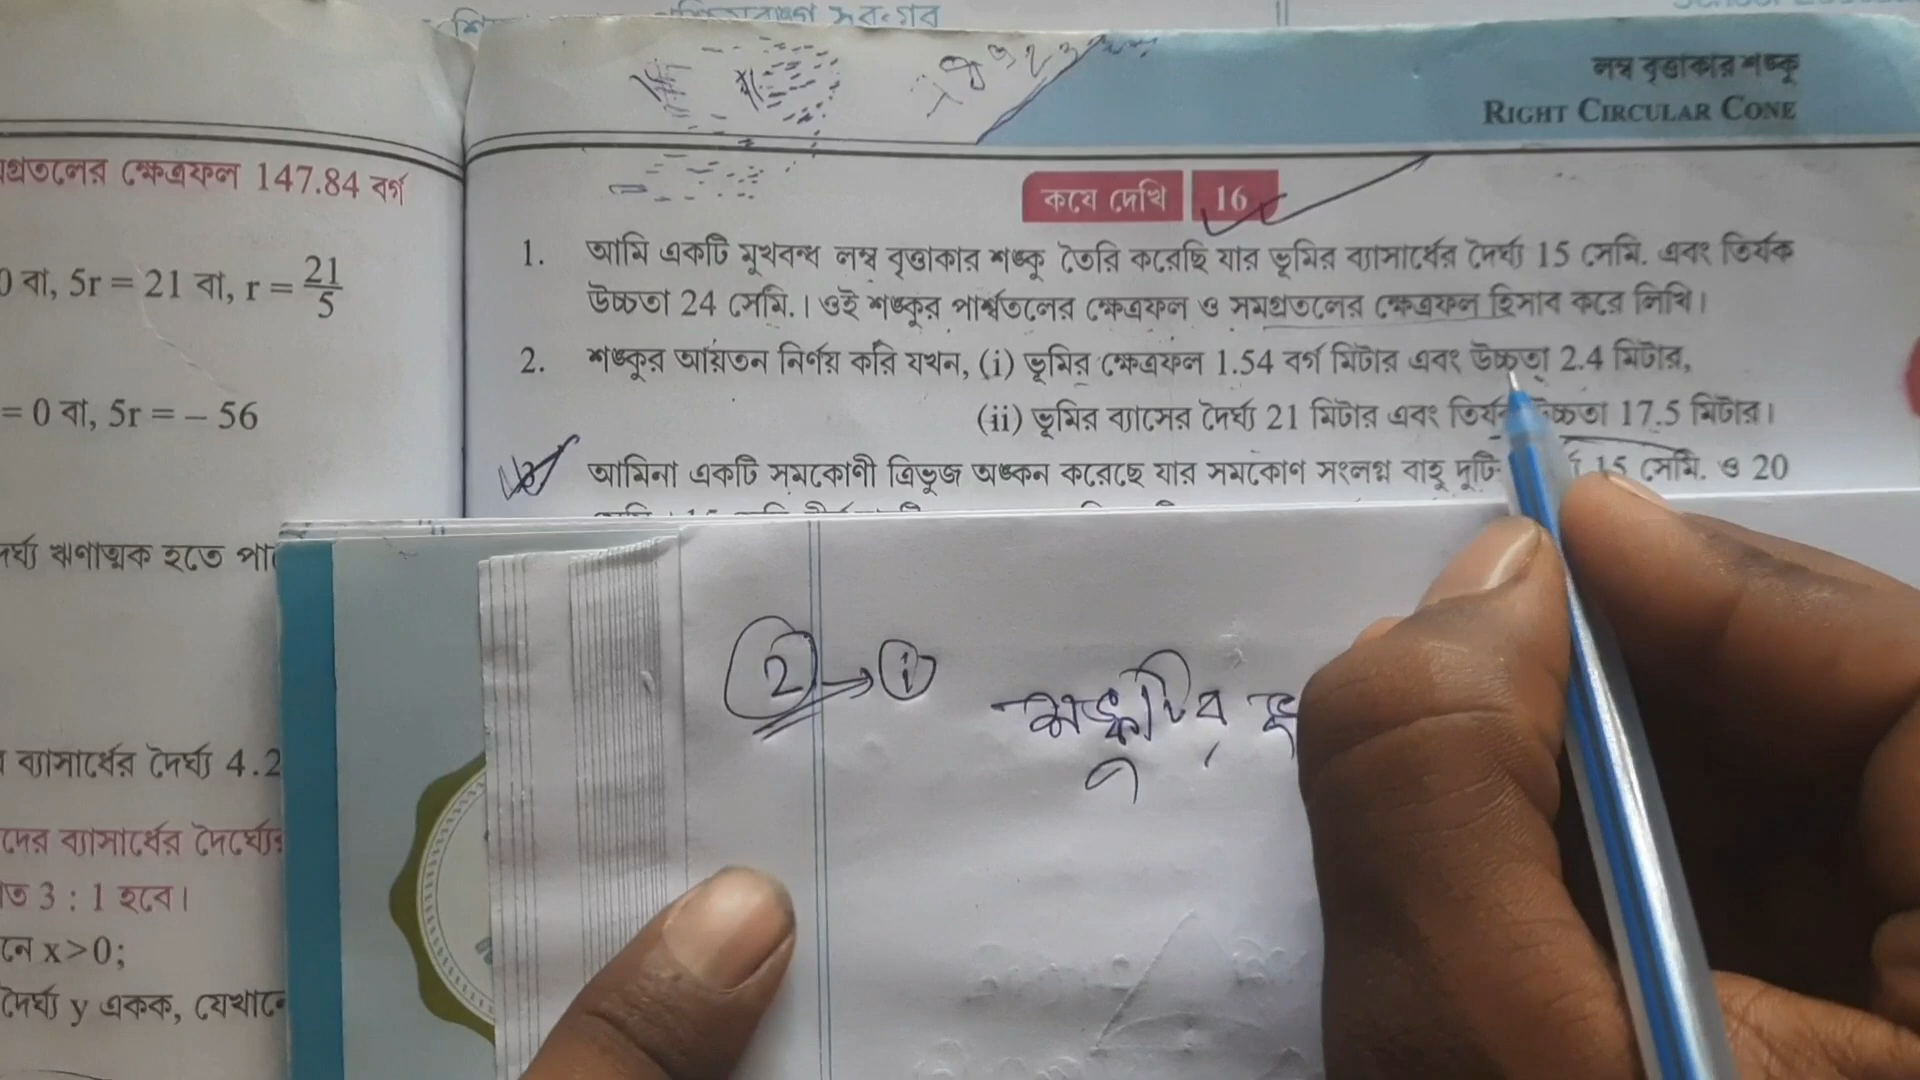 লম্ব বৃত্তাকার শঙ্কু
RIGHT CIRCULAR CONE
ক্ষেত্রফল 147.84 বর্গ
0 বা, 5r = 21 বা, r = 21/5
= 0 বা, 5r = – 56
ঋণাত্মক হতে
ব্যাসার্ধের দৈর্ঘ্য 4.2
ব্যাসার্ধের দৈর্ঘ্যের
3 : 1 হবে।
x>0;
দৈর্ঘ্য y একক, যেখানে
কষে দেখি 16
1. আমি একটি মুখবন্ধ লম্ব বৃত্তাকার শঙ্কু তৈরি করেছি যার ভূমির ব্যাসার্ধের দৈর্ঘ্য 15 সেমি. এবং তির্যক
উচ্চতা 24 সেমি.। ওই শঙ্কুর পার্শ্বতলের ক্ষেত্রফল ও সমগ্রতলের ক্ষেত্রফল হিসাব করে লিখি।
2. শঙ্কুর আয়তন নির্ণয় করি যখন, (i) ভূমির ক্ষেত্রফল 1.54 বর্গ মিটার এবং উচ্চতা 2.4 মিটার,
(ii) ভূমির ব্যাসের দৈর্ঘ্য 21 মিটার এবং তির্যক উচ্চতা 17.5 মিটার।
আমিনা একটি সমকোণী ত্রিভুজ অঙ্কন করেছে যার সমকোণ সংলগ্ন বাহু দুটি 15 সেমি. ও 20
2 → i শঙ্কুটির